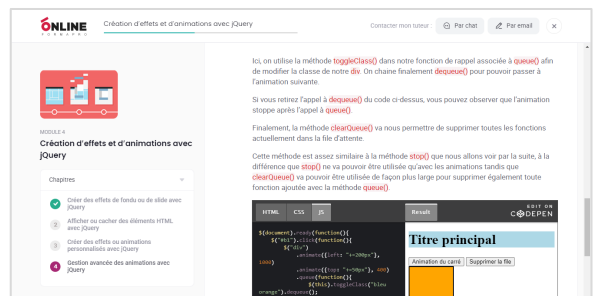 ONLINE
FORMAPRO
Création d'effets et d'animations avec jQuery
Contacter mon tuteur :
Par chat
Par email
×
MODULE 4
Création d'effets et d'animations avec
jQuery
Chapitres
Créer des effets de fondu ou de slide avec
jQuery
2
Afficher ou cacher des éléments HTML
avec jQuery
3
Créer des effets ou animations
personnalisés avec jQuery
4
Gestion avancée des animations avec
jQuery
Ici, on utilise la méthode toggleClass() dans notre fonction de rappel associée à queue() afin
de modifier la classe de notre div. On chaine finalement dequeue() pour pouvoir passer à
l'animation suivante.
Si vous retirez l'appel à dequeue() du code ci-dessus, vous pouvez observer que l'animation
stoppe après l'appel à queue().
Finalement, la méthode clearQueue() va nous permettre de supprimer toutes les fonctions
actuellement dans la file d'attente.
Cette méthode est assez similaire à la méthode stop() que nous allons voir par la suite, à la
différence que stop() ne va pouvoir être utilisée qu'avec les animations tandis que
clearQueue() va pouvoir être utilisée de façon plus large pour supprimer également toute
fonction ajoutée avec la méthode queue().
HTML CSS JS Result
EDIT ON
CODEPEN
$(document).ready(function(){
$("#b1").click(function(){
$("div")
.animate({left: "+=200px"},
1000)
.animate({top: "+=50px"}, 400)
.queue(function(){
$(this).toggleClass("bleu
orange").dequeue();
Titre principal
Animation du carré
Supprimer la file